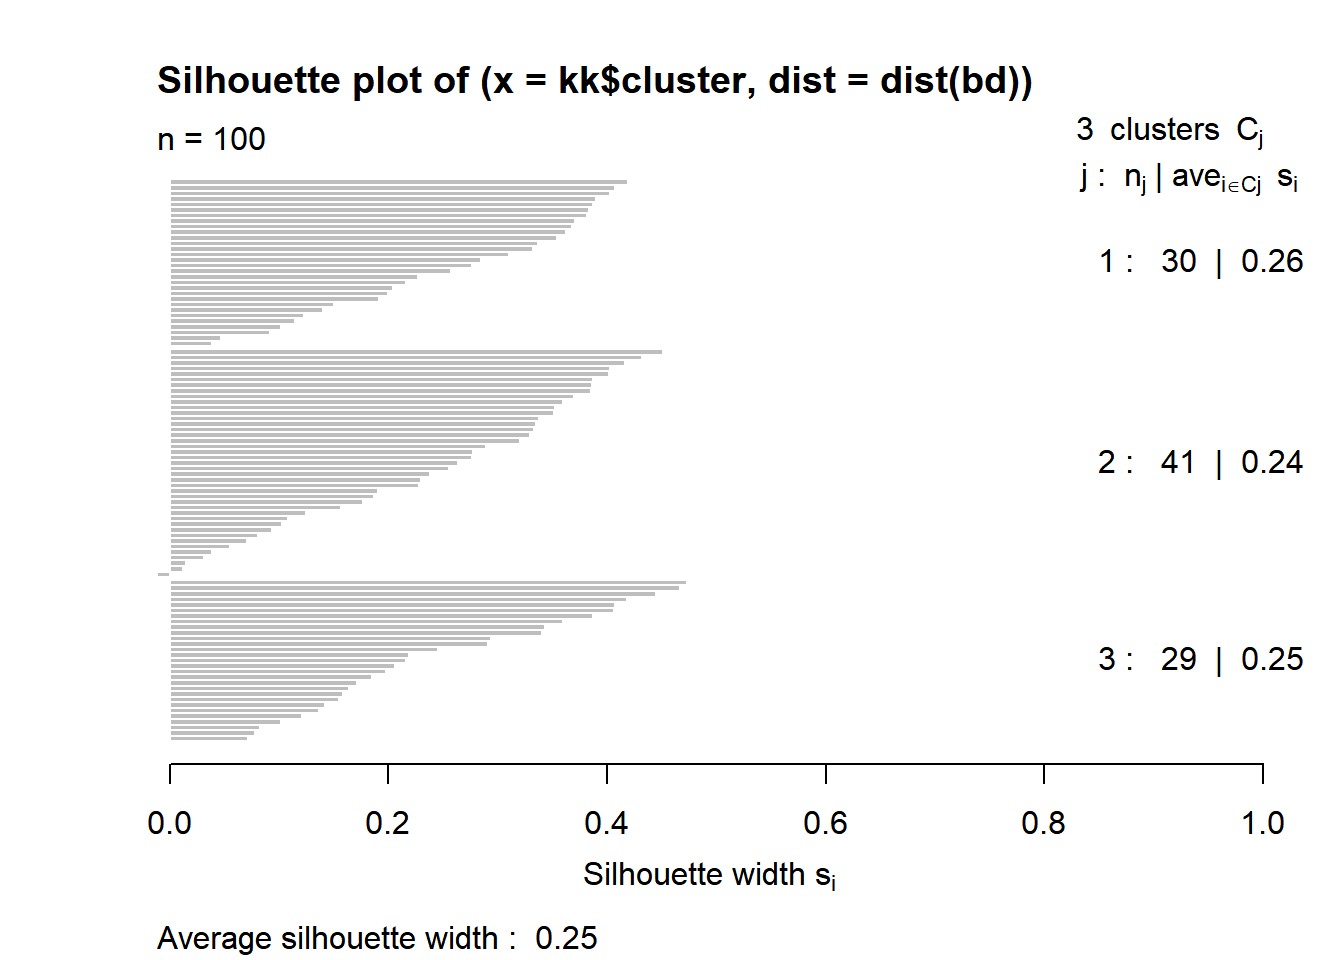 Silhouette plot of (x = kk$cluster, dist = dist(bd))
n = 100
3 clusters Cj
j : nj | avei∈Cj si
1 : 30 | 0.26
2 : 41 | 0.24
3 : 29 | 0.25
0.0 0.2 0.4 0.6 0.8 1.0
Silhouette width si
Average silhouette width : 0.25